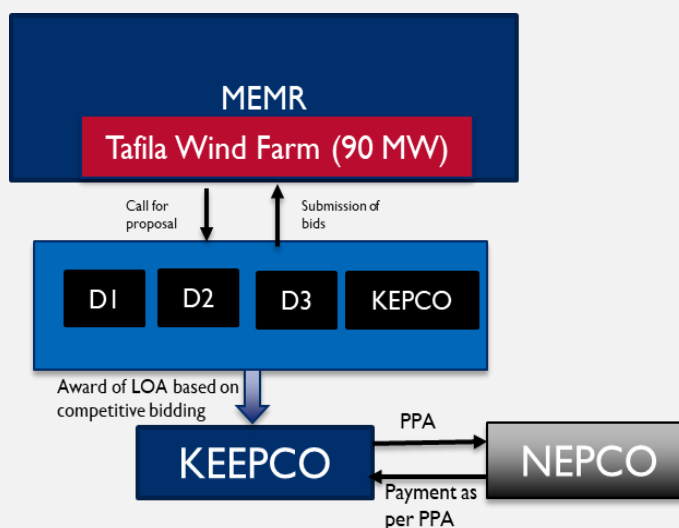 MEMR
Tafila Wind Farm (90 MW)
Call for
proposal
Submission of
bids
D1
D2
D3
KEPCO
Award of LOA based on
competitive bidding
KEEPCO
PPA
NEPCO
Payment as
per PPA